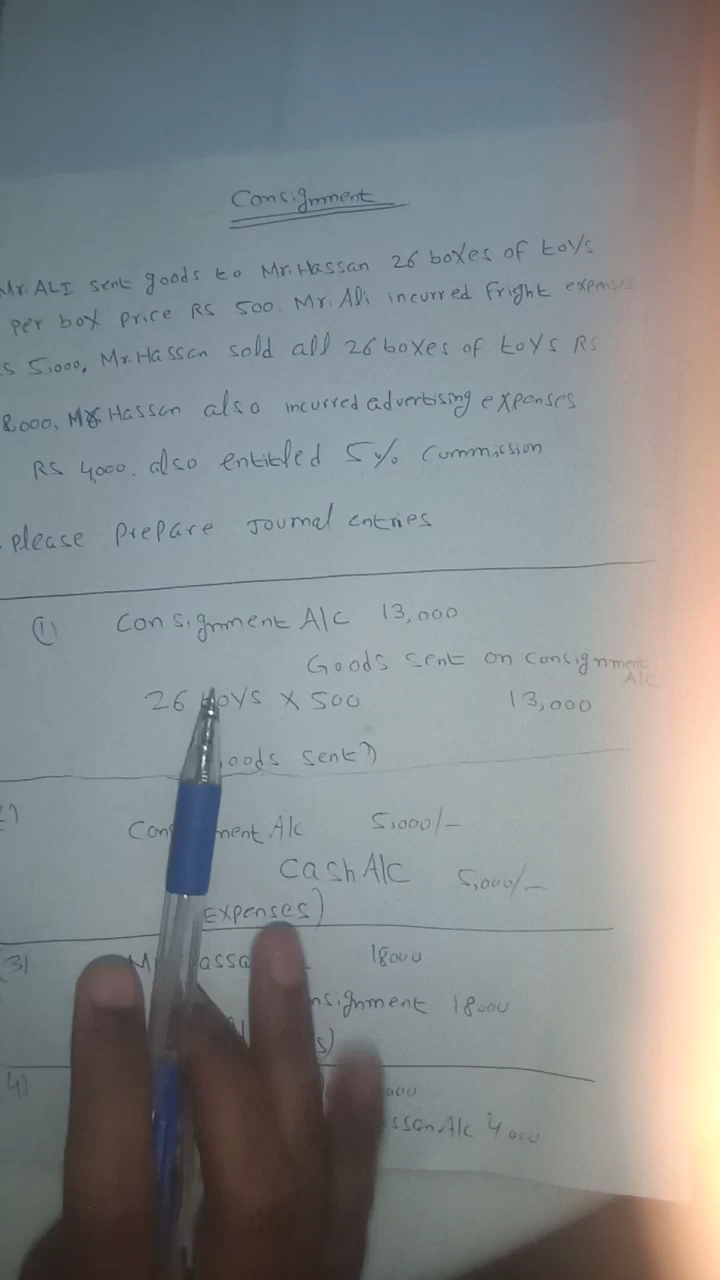 Consignment
Mr. ALI sent goods to Mr. Hassan 26 boxes of toys
per box price RS 500. Mr. Ali incurred fright expenses
S 5,000, Mr. Hassan sold all 26 boxes of toys RS
8000, Mr Hassan also incurred advertising expenses
RS 4,000. also entitled 5% Commission
please prepare Journal entries
(1) Consignment A/C 13,000
Goods sent on consignment A/c
26 toys X 500 13,000
oods sent)
Con ment A/c 5,000/-
Cash A/C 5,000/-
Expenses)
(3) M assa 18000
nsignment 18000
s)
4) 000
ssan A/c 4000